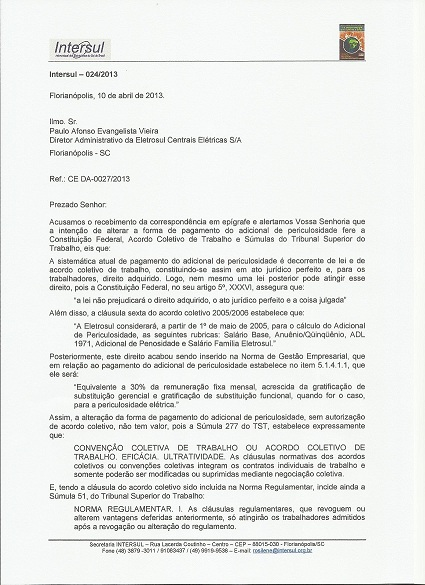 Intersul
Intersul – 024/2013
Florianópolis, 10 de abril de 2013.
Ilmo. Sr.
Paulo Afonso Evangelista Vieira
Diretor Administrativo da Eletrosul Centrais Elétricas S/A
Florianópolis - SC
Ref.: CE DA-0027/2013
Prezado Senhor:
Acusamos o recebimento da correspondência em epígrafe e alertamos Vossa Senhoria que
a intenção de alterar a forma de pagamento do adicional de periculosidade fere a
Constituição Federal, Acordo Coletivo de Trabalho e Súmulas do Tribunal Superior do
Trabalho, eis que:
A sistemática atual de pagamento do adicional de periculosidade é decorrente de lei e de
acordo coletivo de trabalho, constituindo-se assim em ato jurídico perfeito e, para os
trabalhadores, direito adquirido. Logo, nem mesmo uma lei posterior pode atingir esse
direito, pois a Constituição Federal, no seu artigo 5º, XXXVI, assegura que:
"a lei não prejudicará o direito adquirido, o ato jurídico perfeito e a coisa julgada"
Além disso, a cláusula sexta do acordo coletivo 2005/2006 estabelece que:
"A Eletrosul considerará, a partir de 1º de maio de 2005, para o cálculo do Adicional
de Periculosidade, as seguintes rubricas: Salário Base, Anuênio/Qüinqüênio, ADL
1971, Adicional de Penosidade e Salário Família Eletrosul."
Posteriormente, este direito acabou sendo inserido na Norma de Gestão Empresarial, que
em relação ao pagamento do adicional de periculosidade estabelece no item 5.1.4.1.1, que
ele será:
"Equivalente a 30% da remuneração fixa mensal, acrescida da gratificação de
substituição gerencial e gratificação de substituição funcional, quando for o caso,
para a periculosidade elétrica."
Assim, a alteração da forma de pagamento do adicional de periculosidade, sem autorização
de acordo coletivo, não tem valor, pois a Súmula 277 do TST, estabelece expressamente
que:
CONVENÇÃO COLETIVA DE TRABALHO OU ACORDO COLETIVO DE
TRABALHO. EFICÁCIA. ULTRATIVIDADE. As cláusulas normativas dos acordos
coletivos ou convenções coletivas integram os contratos individuais de trabalho e
somente poderão ser modificadas ou suprimidas mediante negociação coletiva.
E, tendo a cláusula do acordo coletivo sido incluída na Norma Regulamentar, incide ainda a
Súmula 51, do Tribunal Superior do Trabalho:
NORMA REGULAMENTAR. I. As cláusulas regulamentares, que revoguem ou
alterem vantagens deferidas anteriormente, só atingirão os trabalhadores admitidos
após a revogação ou alteração do regulamento.
Secretaria INTERSUL – Rua Lacerda Coutinho – Centro – CEP – 88015-030 - Florianópolis/SC
Fone (48) 3879 -3011 / 91083437 / (49) 9919-9538 – E-mail: rosilene@intersul.org.br